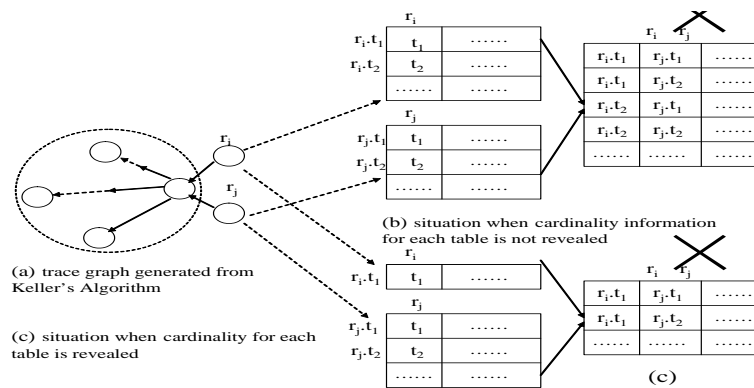 r_i
r_i.t_1 t_1 ……
r_i.t_2 t_2 ……
…… ……
r_j
r_j.t_1 t_1 ……
r_j.t_2 t_2 ……
…… ……
r_i r_j
r_i.t_1 r_j.t_1 ……
r_i.t_1 r_j.t_2 ……
r_i.t_2 r_j.t_1 ……
r_i.t_2 r_j.t_2 ……
…… …… ……
r_i
r_j
(b) situation when cardinality information
for each table is not revealed
(a) trace graph generated from
Keller's Algorithm
(c) situation when cardinality for each
table is revealed
r_i
r_i.t_1 t_1 ……
r_j
r_j.t_1 t_1 ……
r_j.t_2 t_2 ……
…… ……
r_i r_j
r_i.t_1 r_j.t_1 ……
r_i.t_1 r_j.t_2 ……
…… …… ……
(c)